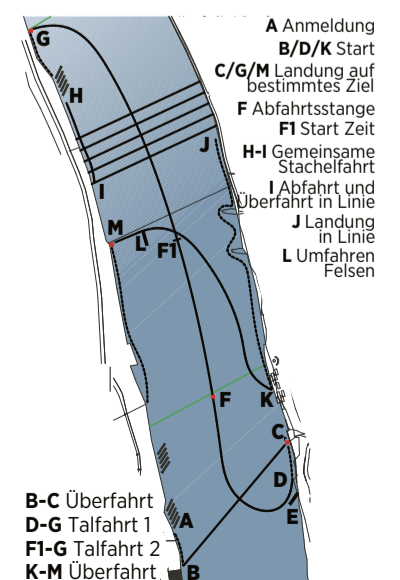 A Anmeldung
B/D/K Start
C/G/M Landung auf
bestimmtes Ziel
F Abfahrtsstange
F1 Start Zeit
H-I Gemeinsame
Stachelfahrt
I Abfahrt und
Überfahrt in Linie
J Landung
in Linie
L Umfahren
Felsen
G
H
J
I
M
L
F1
F
K
C
D
E
A
B
B-C Überfahrt
D-G Talfahrt 1
F1-G Talfahrt 2
K-M Überfahrt